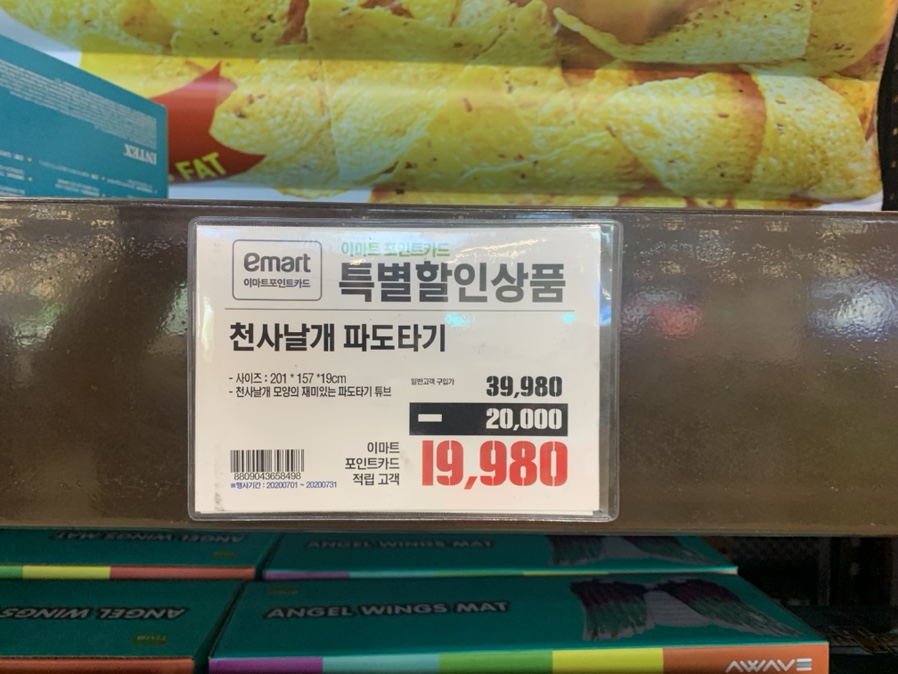 INTEX
FAT
emart
이마트포인트카드
이마트 포인트카드
특별할인상품
천사날개 파도타기
- 사이즈 : 201 * 157 *19cm
- 천사날개 모양의 재미있는 파도타기 튜브
일반고객 구입가
39,980
- 20,000
이마트
포인트카드
적립 고객
19,980
8809043658498
※행사기간 : 20200701 ~ 20200731
ANGEL WINGS MAT
ANGEL WINGS MAT
ANGEL WINGS
ANGEL WINGS MAT
AWAVE